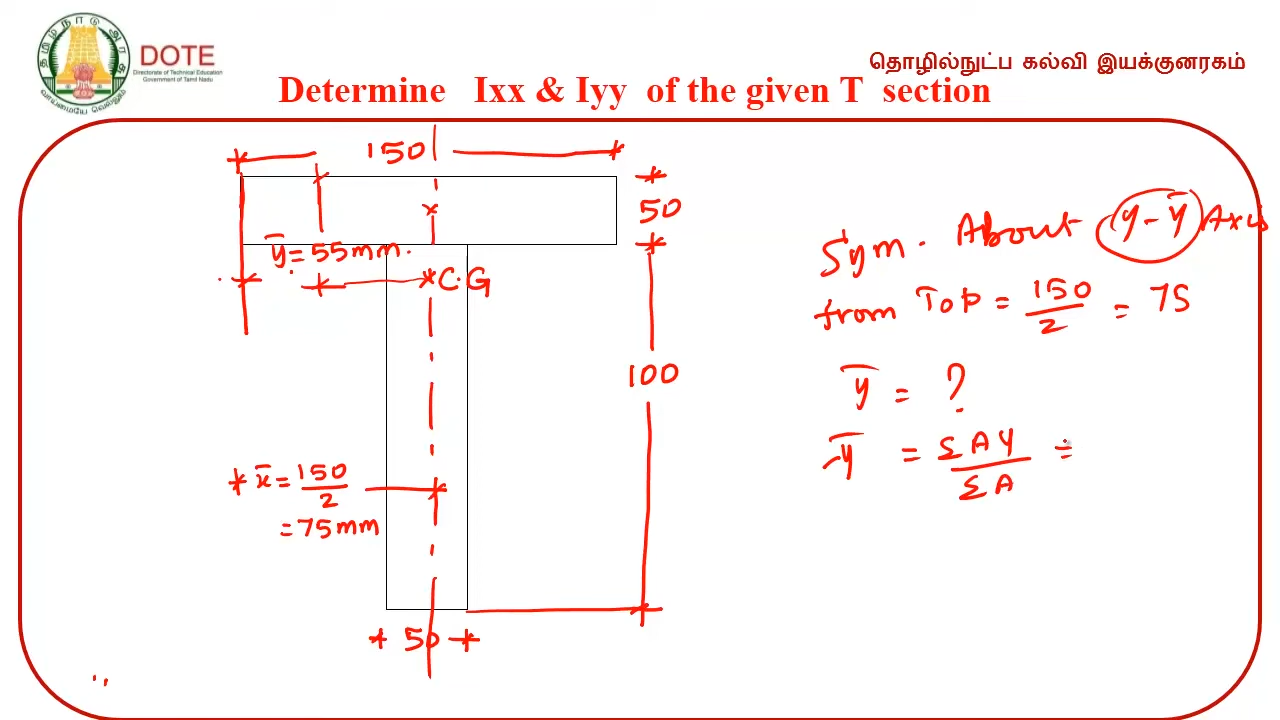 DOTE
Directorate of Technical Education
Government of Tamil Nadu
தொழில்நுட்ப கல்வி இயக்குனரகம்
Determine Ixx & Iyy of the given T section
150
50
ȳ = 55mm.
C.G
100
* x̄ = 150/2
= 75mm
50
Sym. About y-ȳ Axis
from Top = 150/2 = 75
ȳ = ?
ȳ = ΣAY/ΣA =